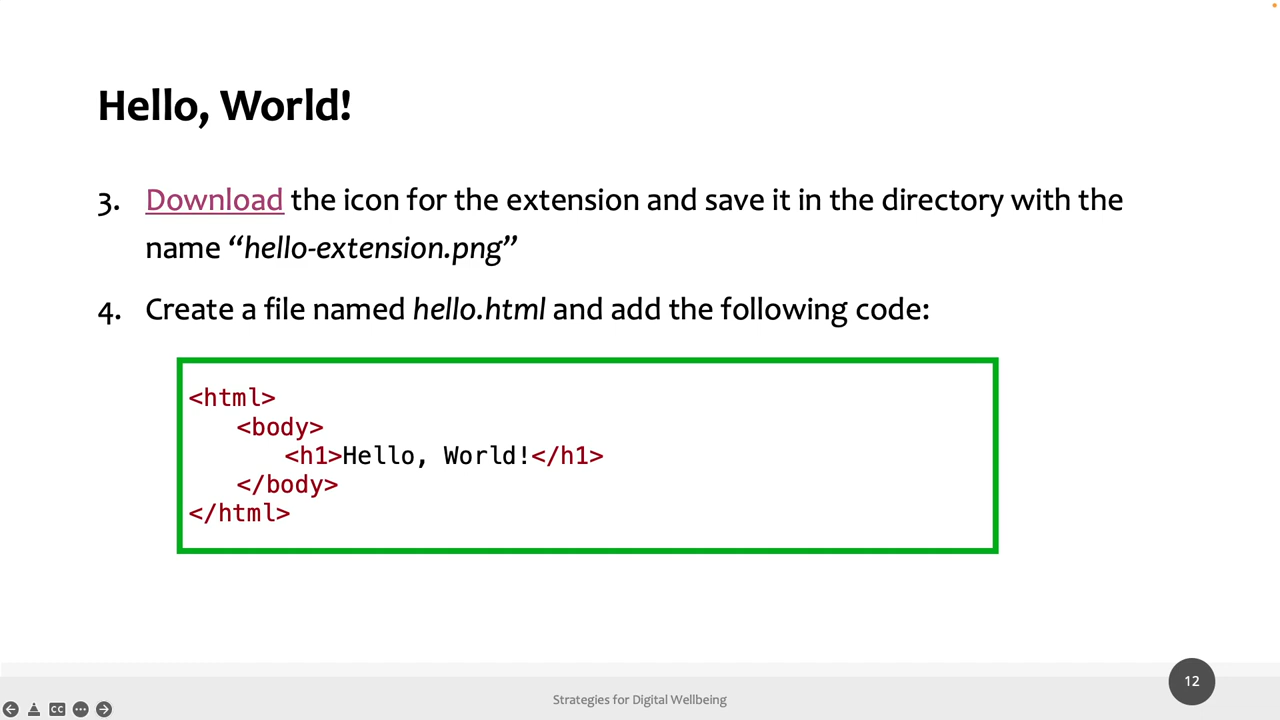 Hello, World!
3. Download the icon for the extension and save it in the directory with the
name “hello-extension.png”
4. Create a file named hello.html and add the following code:
<html>
<body>
<h1>Hello, World!</h1>
</body>
</html>
12
Strategies for Digital Wellbeing
CC